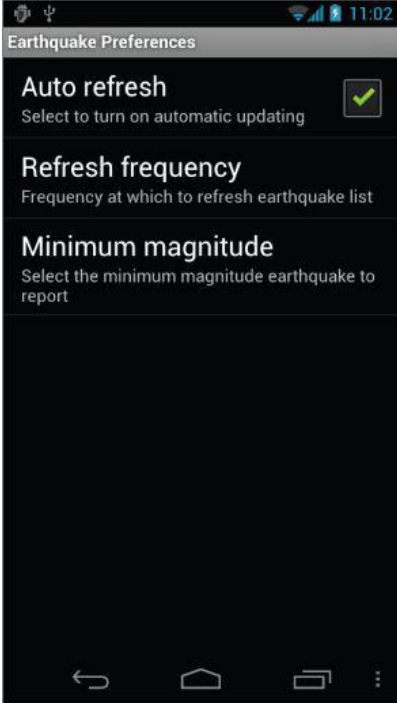 11:02
Earthquake Preferences
Auto refresh
Select to turn on automatic updating
Refresh frequency
Frequency at which to refresh earthquake list
Minimum magnitude
Select the minimum magnitude earthquake to
report